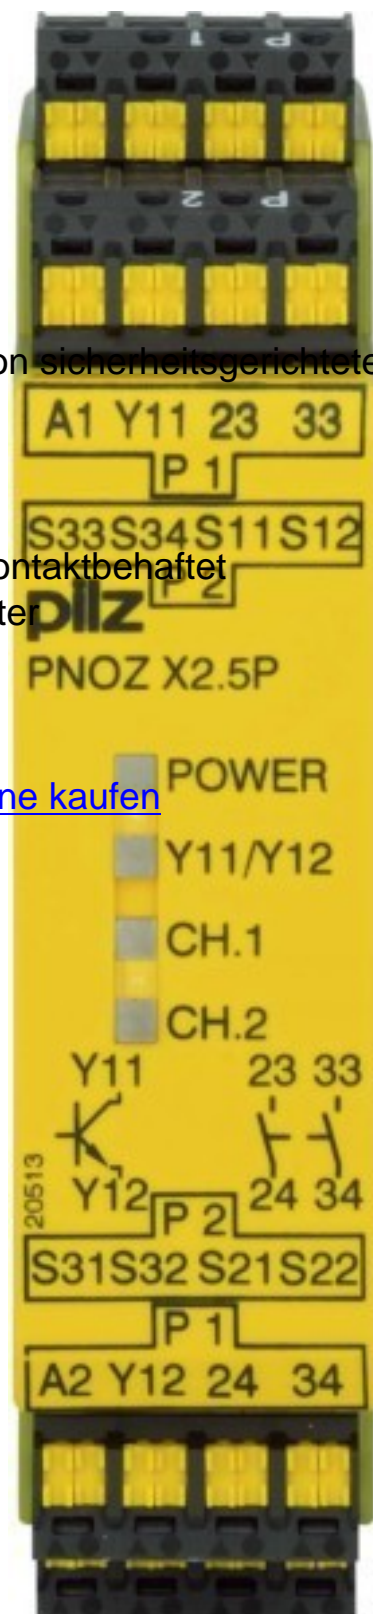 1 P
2 P
on sicherheitsgerichtete
A1 Y11 23 33
P 1
S33 S34 S11 S12
P 2
ontaktbehaftet
ter
pilz
PNOZ X2.5P
POWER
ne kaufen
Y11/Y12
CH.1
CH.2
Y11 23 33
Y12 24 34
20513
P 2
S31 S32 S21 S22
P 1
A2 Y12 24 34